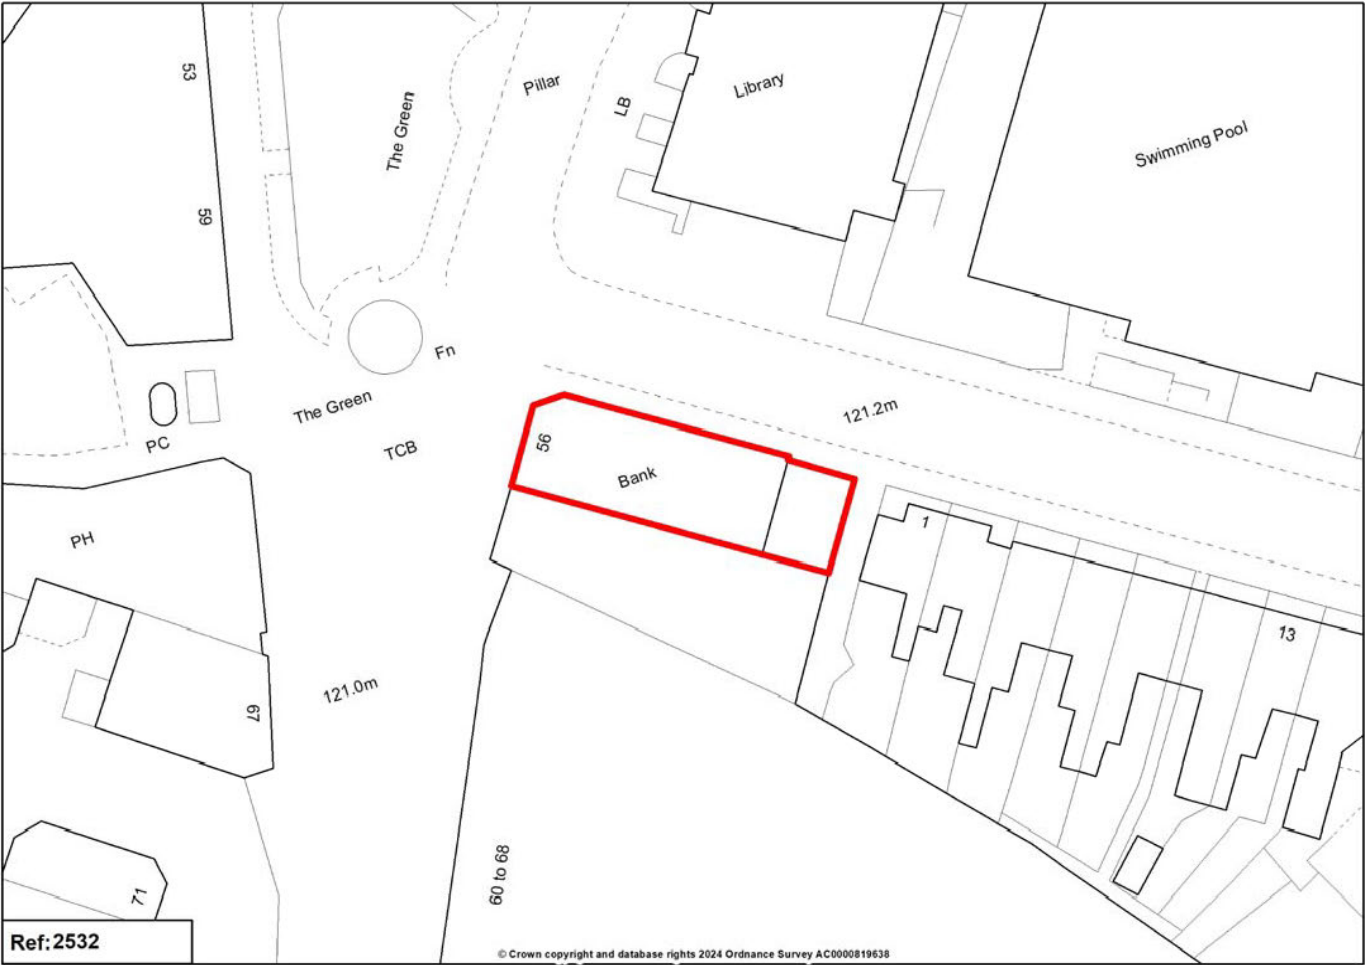 53
The Green
Pillar
LB
Library
Swimming Pool
59
Fn
The Green
121.2m
PC
TCB
56
Bank
PH
1
13
121.0m
67
60 to 68
71
Ref:2532
© Crown copyright and database rights 2024 Ordnance Survey AC0000819638